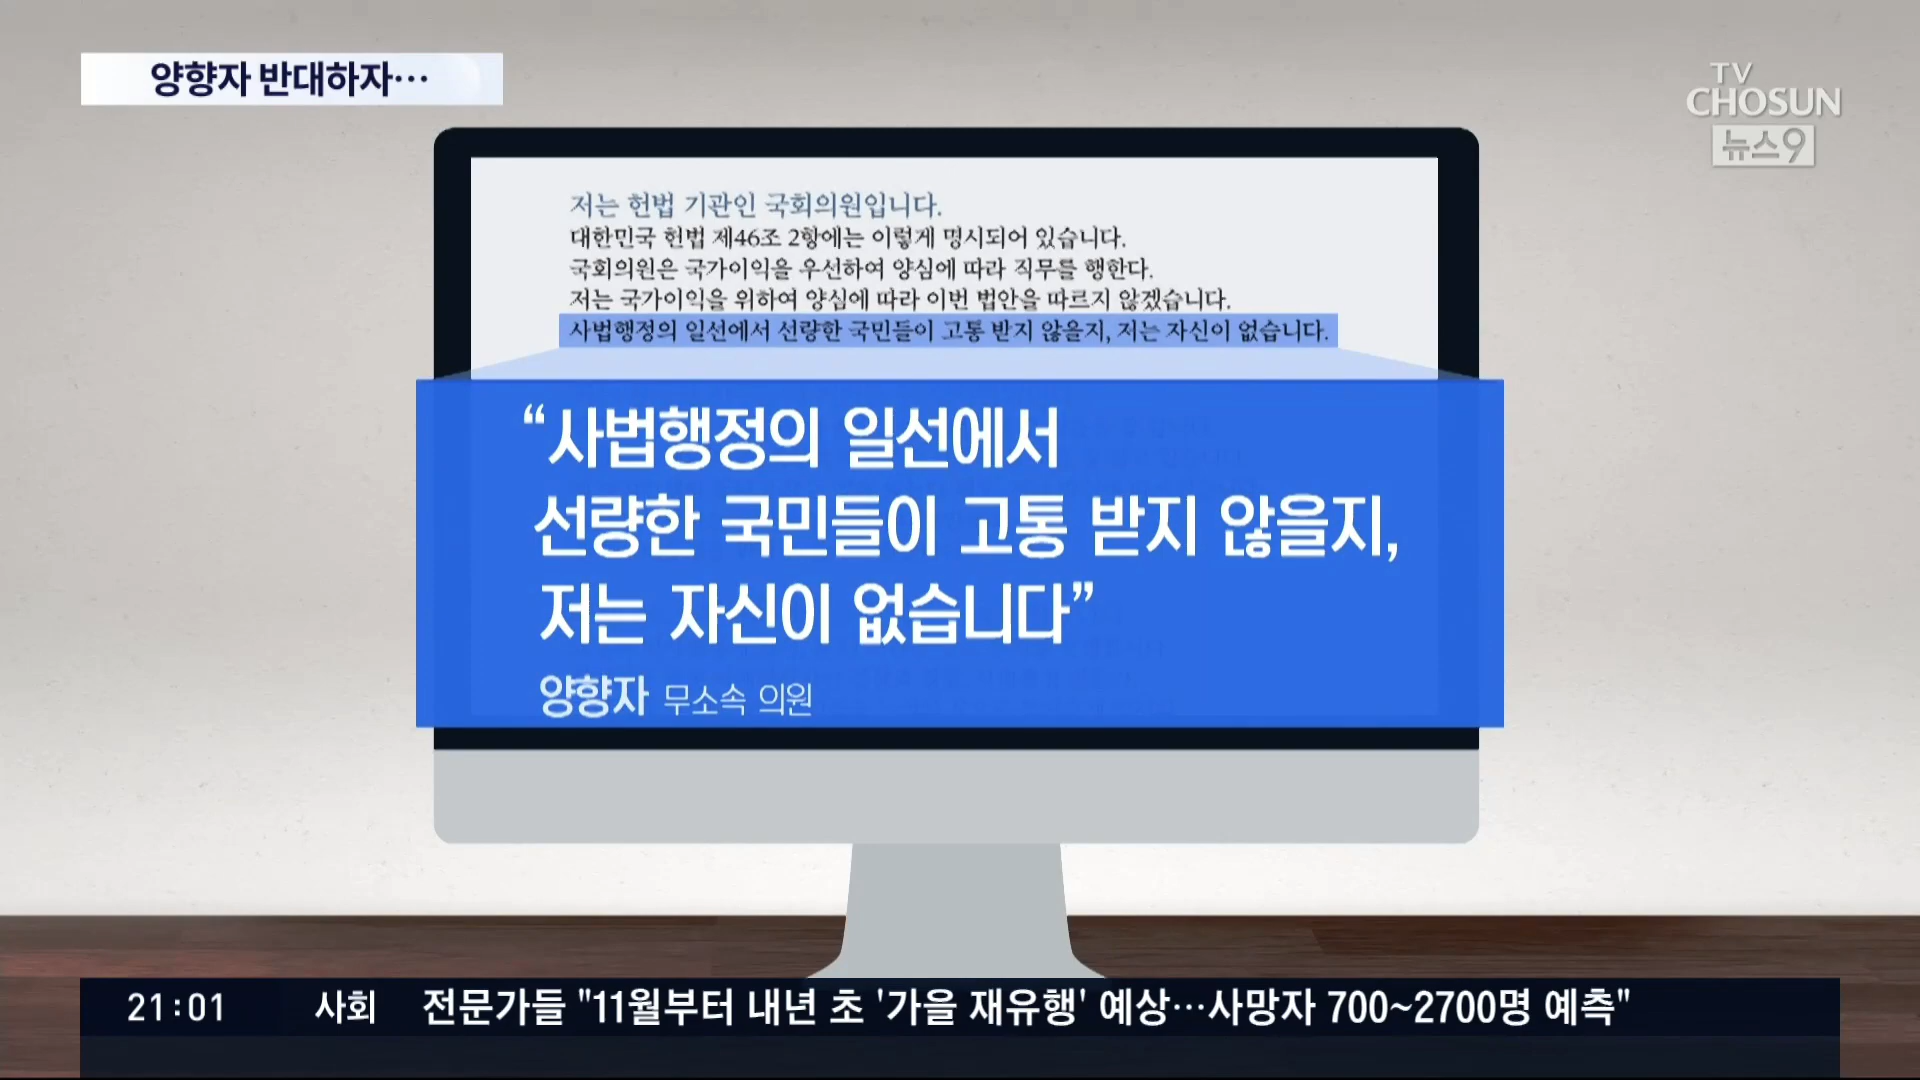 양향자 반대하자…
TV
CHOSUN
뉴스9
저는 헌법 기관인 국회의원입니다.
대한민국 헌법 제46조 2항에는 이렇게 명시되어 있습니다.
국회의원은 국가이익을 우선하여 양심에 따라 직무를 행한다.
저는 국가이익을 위하여 양심에 따라 이번 법안을 따르지 않겠습니다.
사법행정의 일선에서 선량한 국민들이 고통 받지 않을지, 저는 자신이 없습니다.
“사법행정의 일선에서
선량한 국민들이 고통 받지 않을지,
저는 자신이 없습니다”
양향자 무소속 의원
21:01 사회 전문가들 "11월부터 내년 초 '가을 재유행' 예상…사망자 700~2700명 예측"